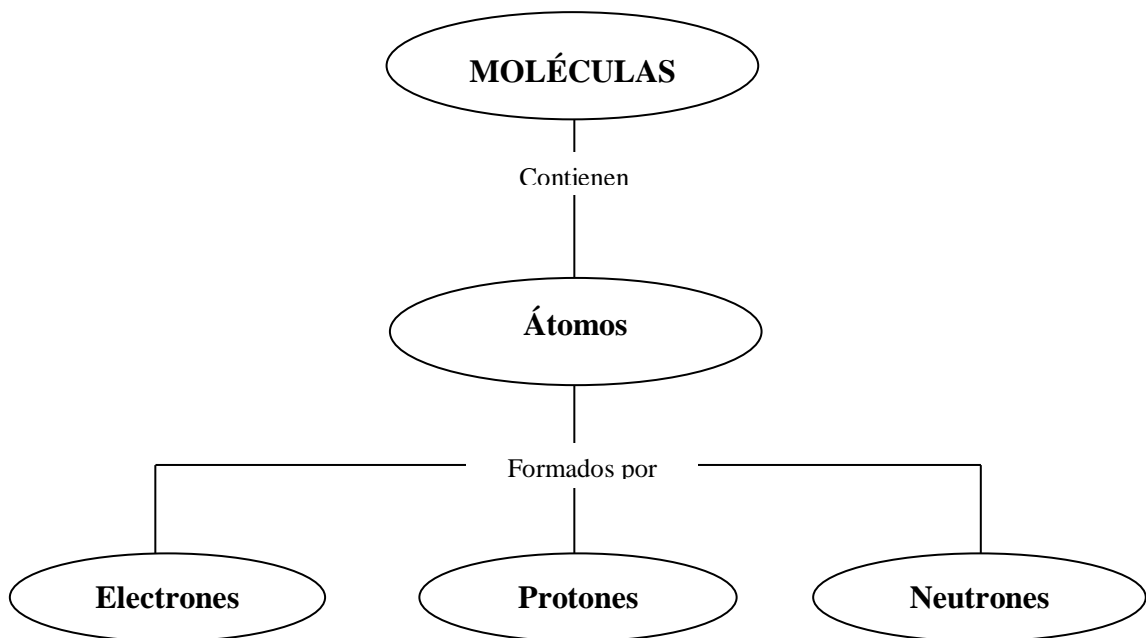 MOLÉCULAS
Contienen
Átomos
Formados por
Electrones
Protones
Neutrones